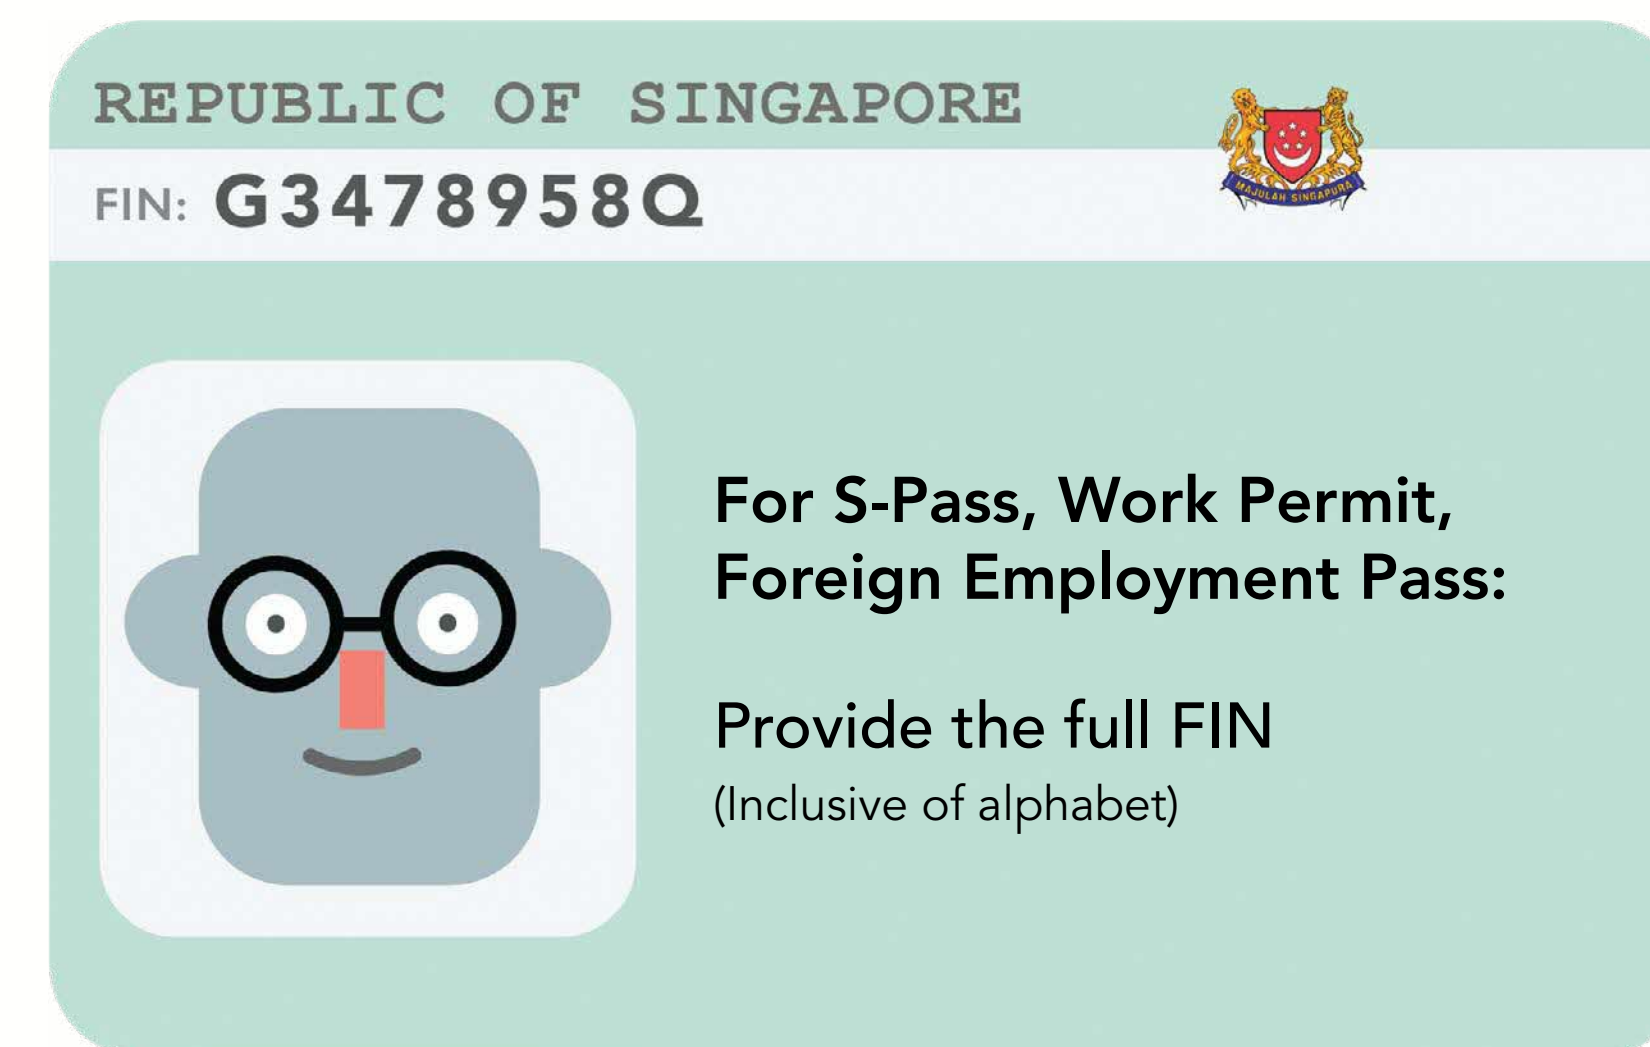 REPUBLIC OF SINGAPORE
FIN: G3478958Q
MAJULAH SINGAPURA
For S-Pass, Work Permit,
Foreign Employment Pass:
Provide the full FIN
(Inclusive of alphabet)